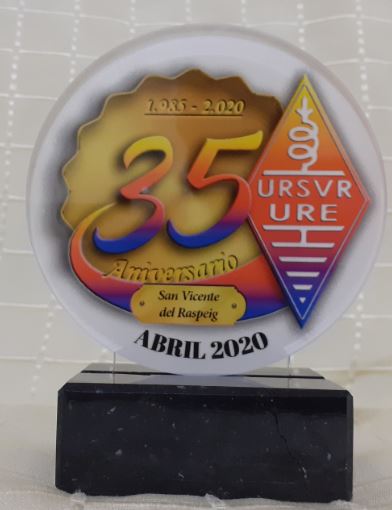 1.985 - 2.020
35
Aniversario
San Vicente
del Raspeig
URSVR
URE
ABRIL 2020